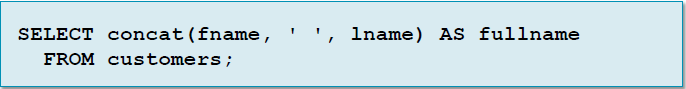 SELECT concat(fname, ' ', lname) AS fullname
FROM customers;